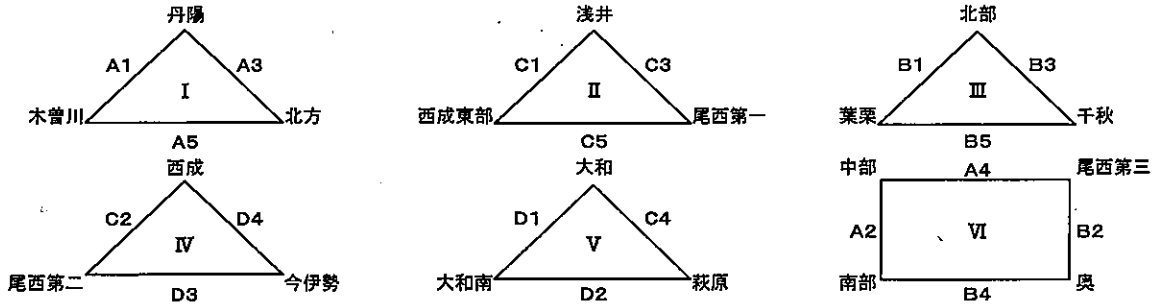 丹陽 浅井 北部
A1 A3 C1 C3 B1 B3
I II III
木曽川 北方 西成東部 尾西第一 葉栗 千秋
A5 C5 B5
西成 大和 中部 A4 尾西第三
C2 D4 D1 C4 A2 B2
IV V VI
尾西第二 今伊勢 大和南 萩原 南部 奥
D3 D2 B4